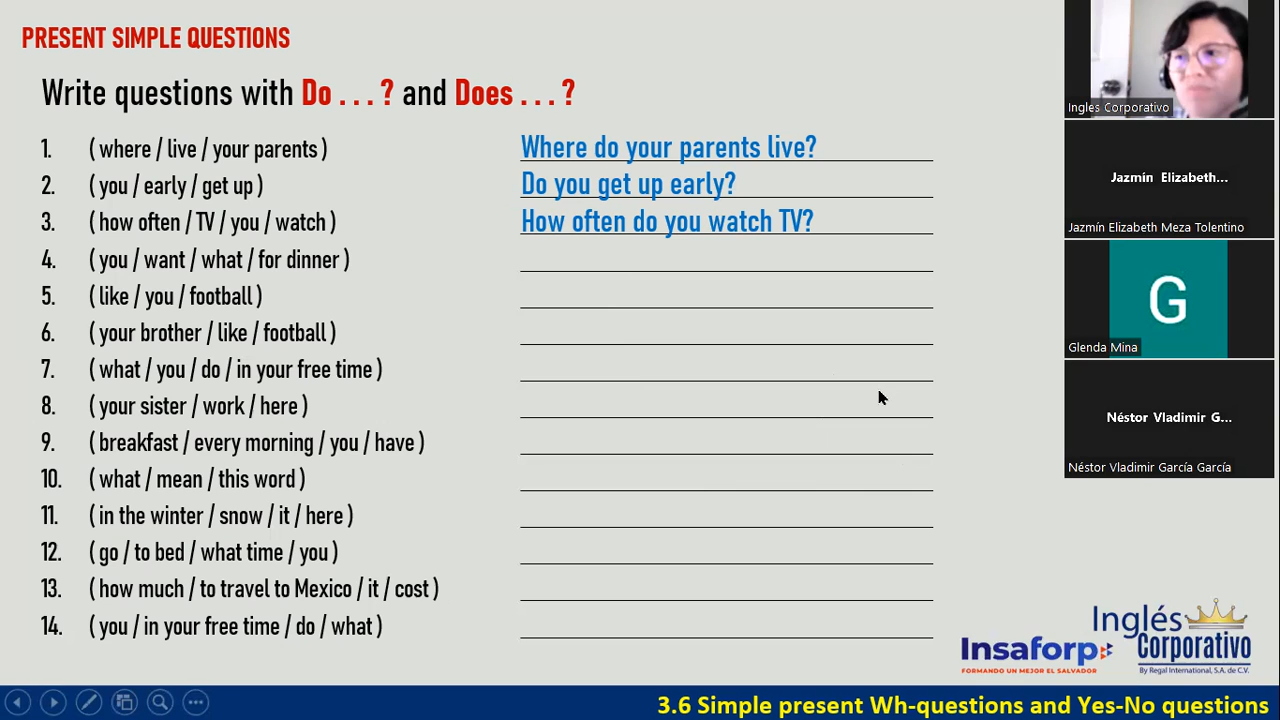 PRESENT SIMPLE QUESTIONS
Write questions with Do . . . ? and Does . . . ?
1. ( where / live / your parents ) Where do your parents live?
2. ( you / early / get up ) Do you get up early?
3. ( how often / TV / you / watch ) How often do you watch TV?
4. ( you / want / what / for dinner )
5. ( like / you / football )
6. ( your brother / like / football )
7. ( what / you / do / in your free time )
8. ( your sister / work / here )
9. ( breakfast / every morning / you / have )
10. ( what / mean / this word )
11. ( in the winter / snow / it / here )
12. ( go / to bed / what time / you )
13. ( how much / to travel to Mexico / it / cost )
14. ( you / in your free time / do / what )
Ingles Corporativo
Jazmín Elizabeth...
Jazmín Elizabeth Meza Tolentino
G
Glenda Mina
Néstor Vladimir G...
Néstor Vladimir García García
Insaforp
FORMANDO UN MEJOR EL SALVADOR
Inglés
Corporativo
By Regal International, S.A. de C.V.
3.6 Simple present Wh-questions and Yes-No questions